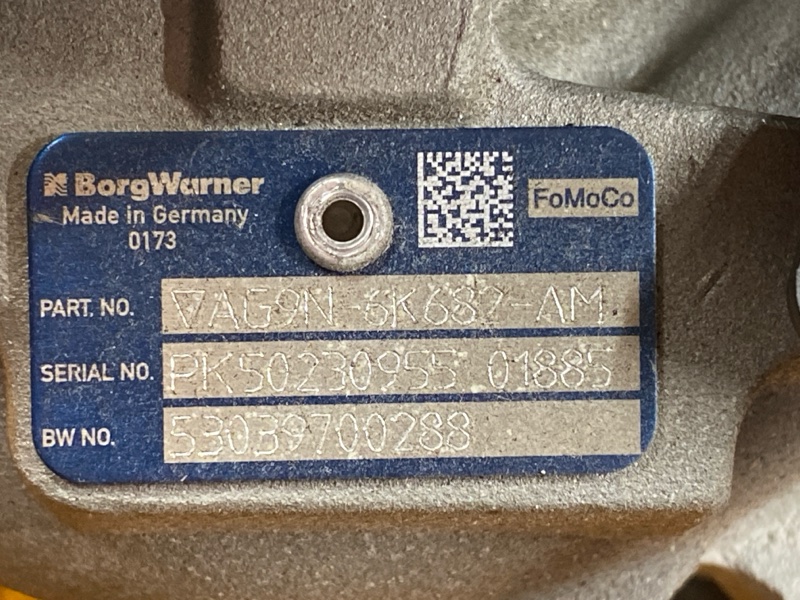 BorgWarner
Made in Germany
0173
FoMoCo
PART. NO. ▽AG9N-6K682-AM
SERIAL NO. PK50230955 01885
BW NO. 53039700288